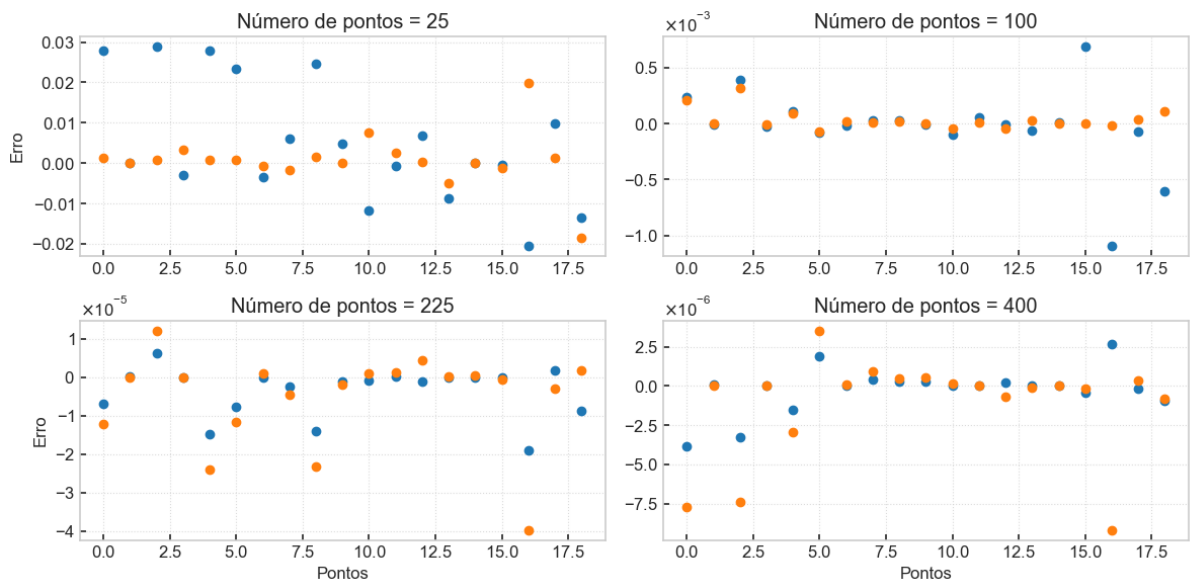 Número de pontos = 25
0.03
0.02
0.01
0.00
−0.01
−0.02
Erro
0.0 2.5 5.0 7.5 10.0 12.5 15.0 17.5
×10⁻³
Número de pontos = 100
0.5
0.0
−0.5
−1.0
0.0 2.5 5.0 7.5 10.0 12.5 15.0 17.5
×10⁻⁵
Número de pontos = 225
1
0
−1
−2
−3
−4
Erro
0.0 2.5 5.0 7.5 10.0 12.5 15.0 17.5
Pontos
×10⁻⁶
Número de pontos = 400
2.5
0.0
−2.5
−5.0
−7.5
0.0 2.5 5.0 7.5 10.0 12.5 15.0 17.5
Pontos